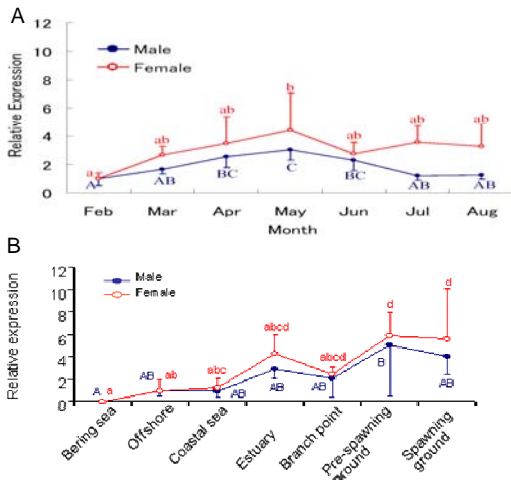 A
12
10
8
6
4
2
0
Relative Expression
Male
Female
a ab ab b ab ab ab
A AB BC C BC AB AB
Feb Mar Apr May Jun Jul Aug
Month
B
12
10
8
6
4
2
0
Relative expression
Male
Female
a ab abc abcd abcd d d
A AB AB AB AB B AB
Bering sea
Offshore
Coastal sea
Estuary
Branch point
Pre-spawning
ground
Spawning
ground